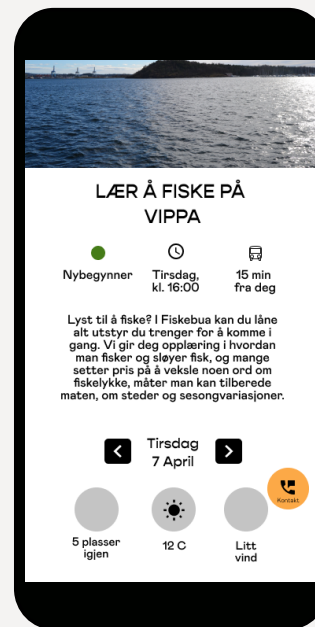 LÆR Å FISKE PÅ
VIPPA
Nybegynner
Tirsdag,
kl. 16:00
15 min
fra deg
Lyst til å fiske? I Fiskebua kan du låne
alt utstyr du trenger for å komme i
gang. Vi gir deg opplæring i hvordan
man fisker og sløyer fisk, og mange
setter pris på å veksle noen ord om
fiskelykke, måter man kan tilberede
maten, om steder og sesongvariasjoner.
Tirsdag
7 April
Kontakt
5 plasser
igjen
12 C
Litt
vind